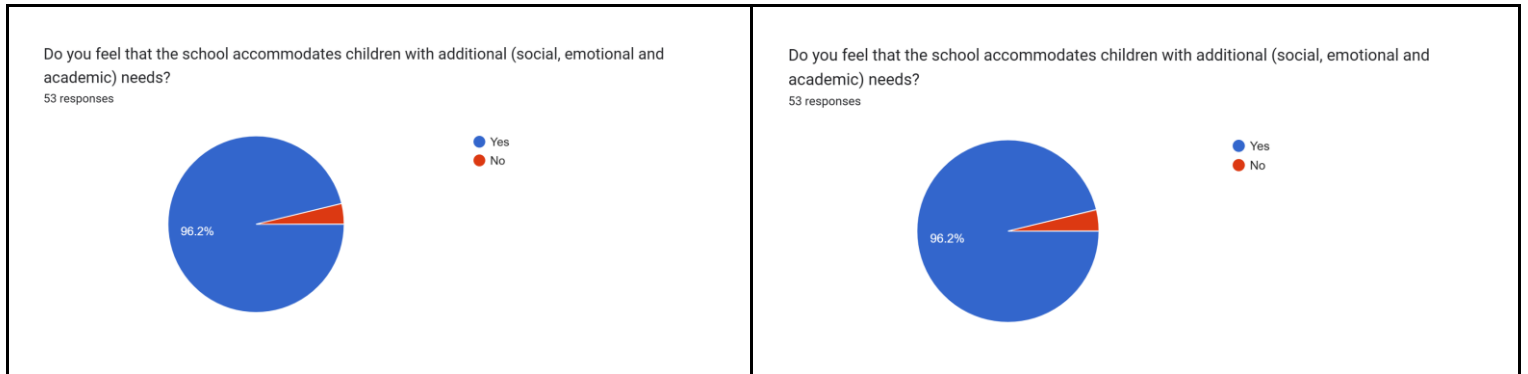 Do you feel that the school accommodates children with additional (social, emotional and
academic) needs?
53 responses
Yes
No
96.2%
Do you feel that the school accommodates children with additional (social, emotional and
academic) needs?
53 responses
Yes
No
96.2%